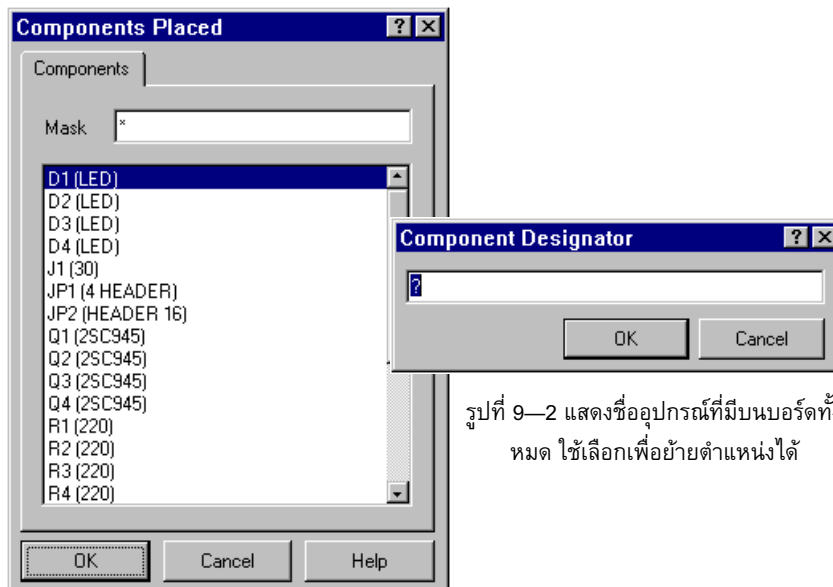 Components Placed
Components
Mask
*
D1 (LED)
D2 (LED)
D3 (LED)
D4 (LED)
J1 (30)
JP1 (4 HEADER)
JP2 (HEADER 16)
Q1 (2SC945)
Q2 (2SC945)
Q3 (2SC945)
Q4 (2SC945)
R1 (220)
R2 (220)
R3 (220)
R4 (220)
OK
Cancel
Help
Component Designator
?
OK
Cancel
รูปที่ 9—2 แสดงชื่ออุปกรณ์ที่มีบนบอร์ดทั้
หมด ใช้เลือกเพื่อย้ายตำแหน่งได้